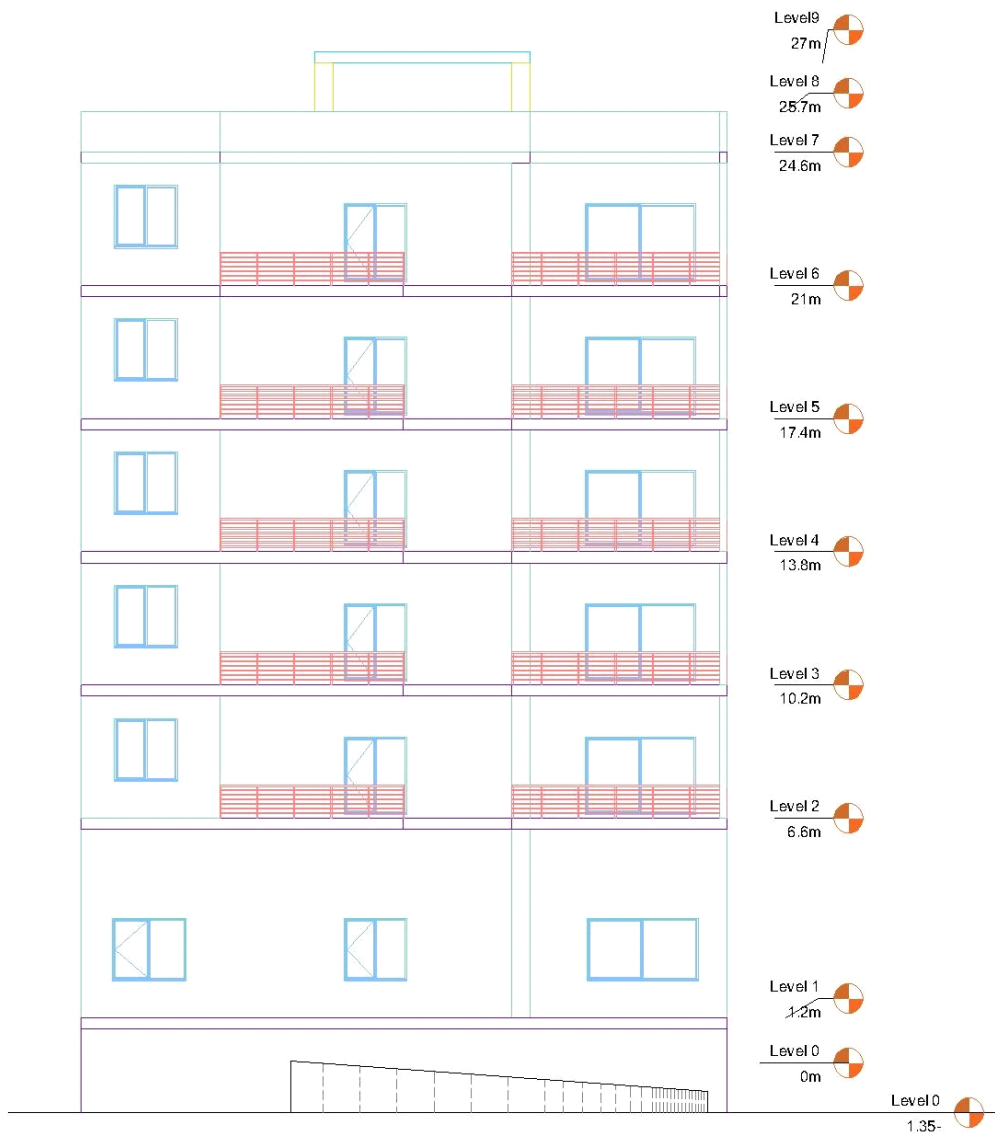 Level9
27m
Level 8
25.7m
Level 7
24.6m
Level 6
21m
Level 5
17.4m
Level 4
13.8m
Level 3
10.2m
Level 2
6.6m
Level 1
1.2m
Level 0
0m
Level 0
1.35-